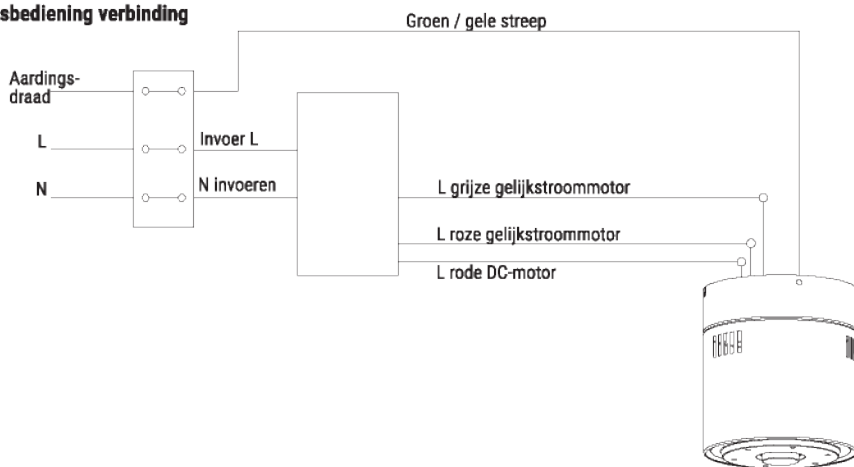 sbediening verbinding
Groen / gele streep
Aardings-
draad
L
Invoer L
N
N invoeren
L grijze gelijkstroommotor
L roze gelijkstroommotor
L rode DC-motor